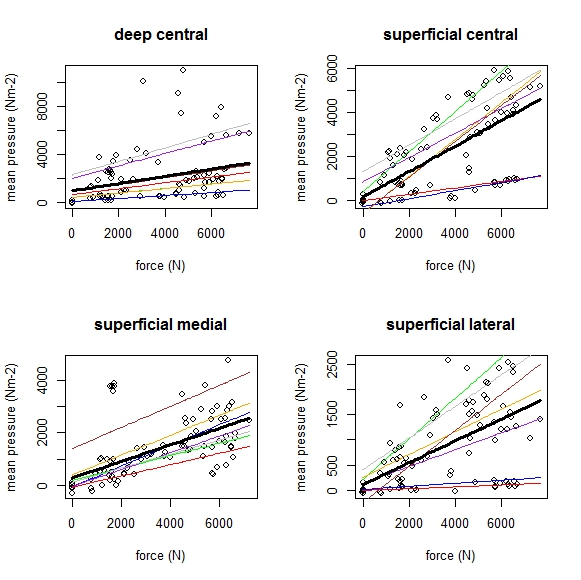 deep central
mean pressure (Nm-2)
0 4000 8000
0 2000 4000 6000
force (N)
superficial central
mean pressure (Nm-2)
0 2000 4000 6000
0 2000 4000 6000
force (N)
superficial medial
mean pressure (Nm-2)
0 2000 4000
0 2000 4000 6000
force (N)
superficial lateral
mean pressure (Nm-2)
0 500 1500 2500
0 2000 4000 6000
force (N)